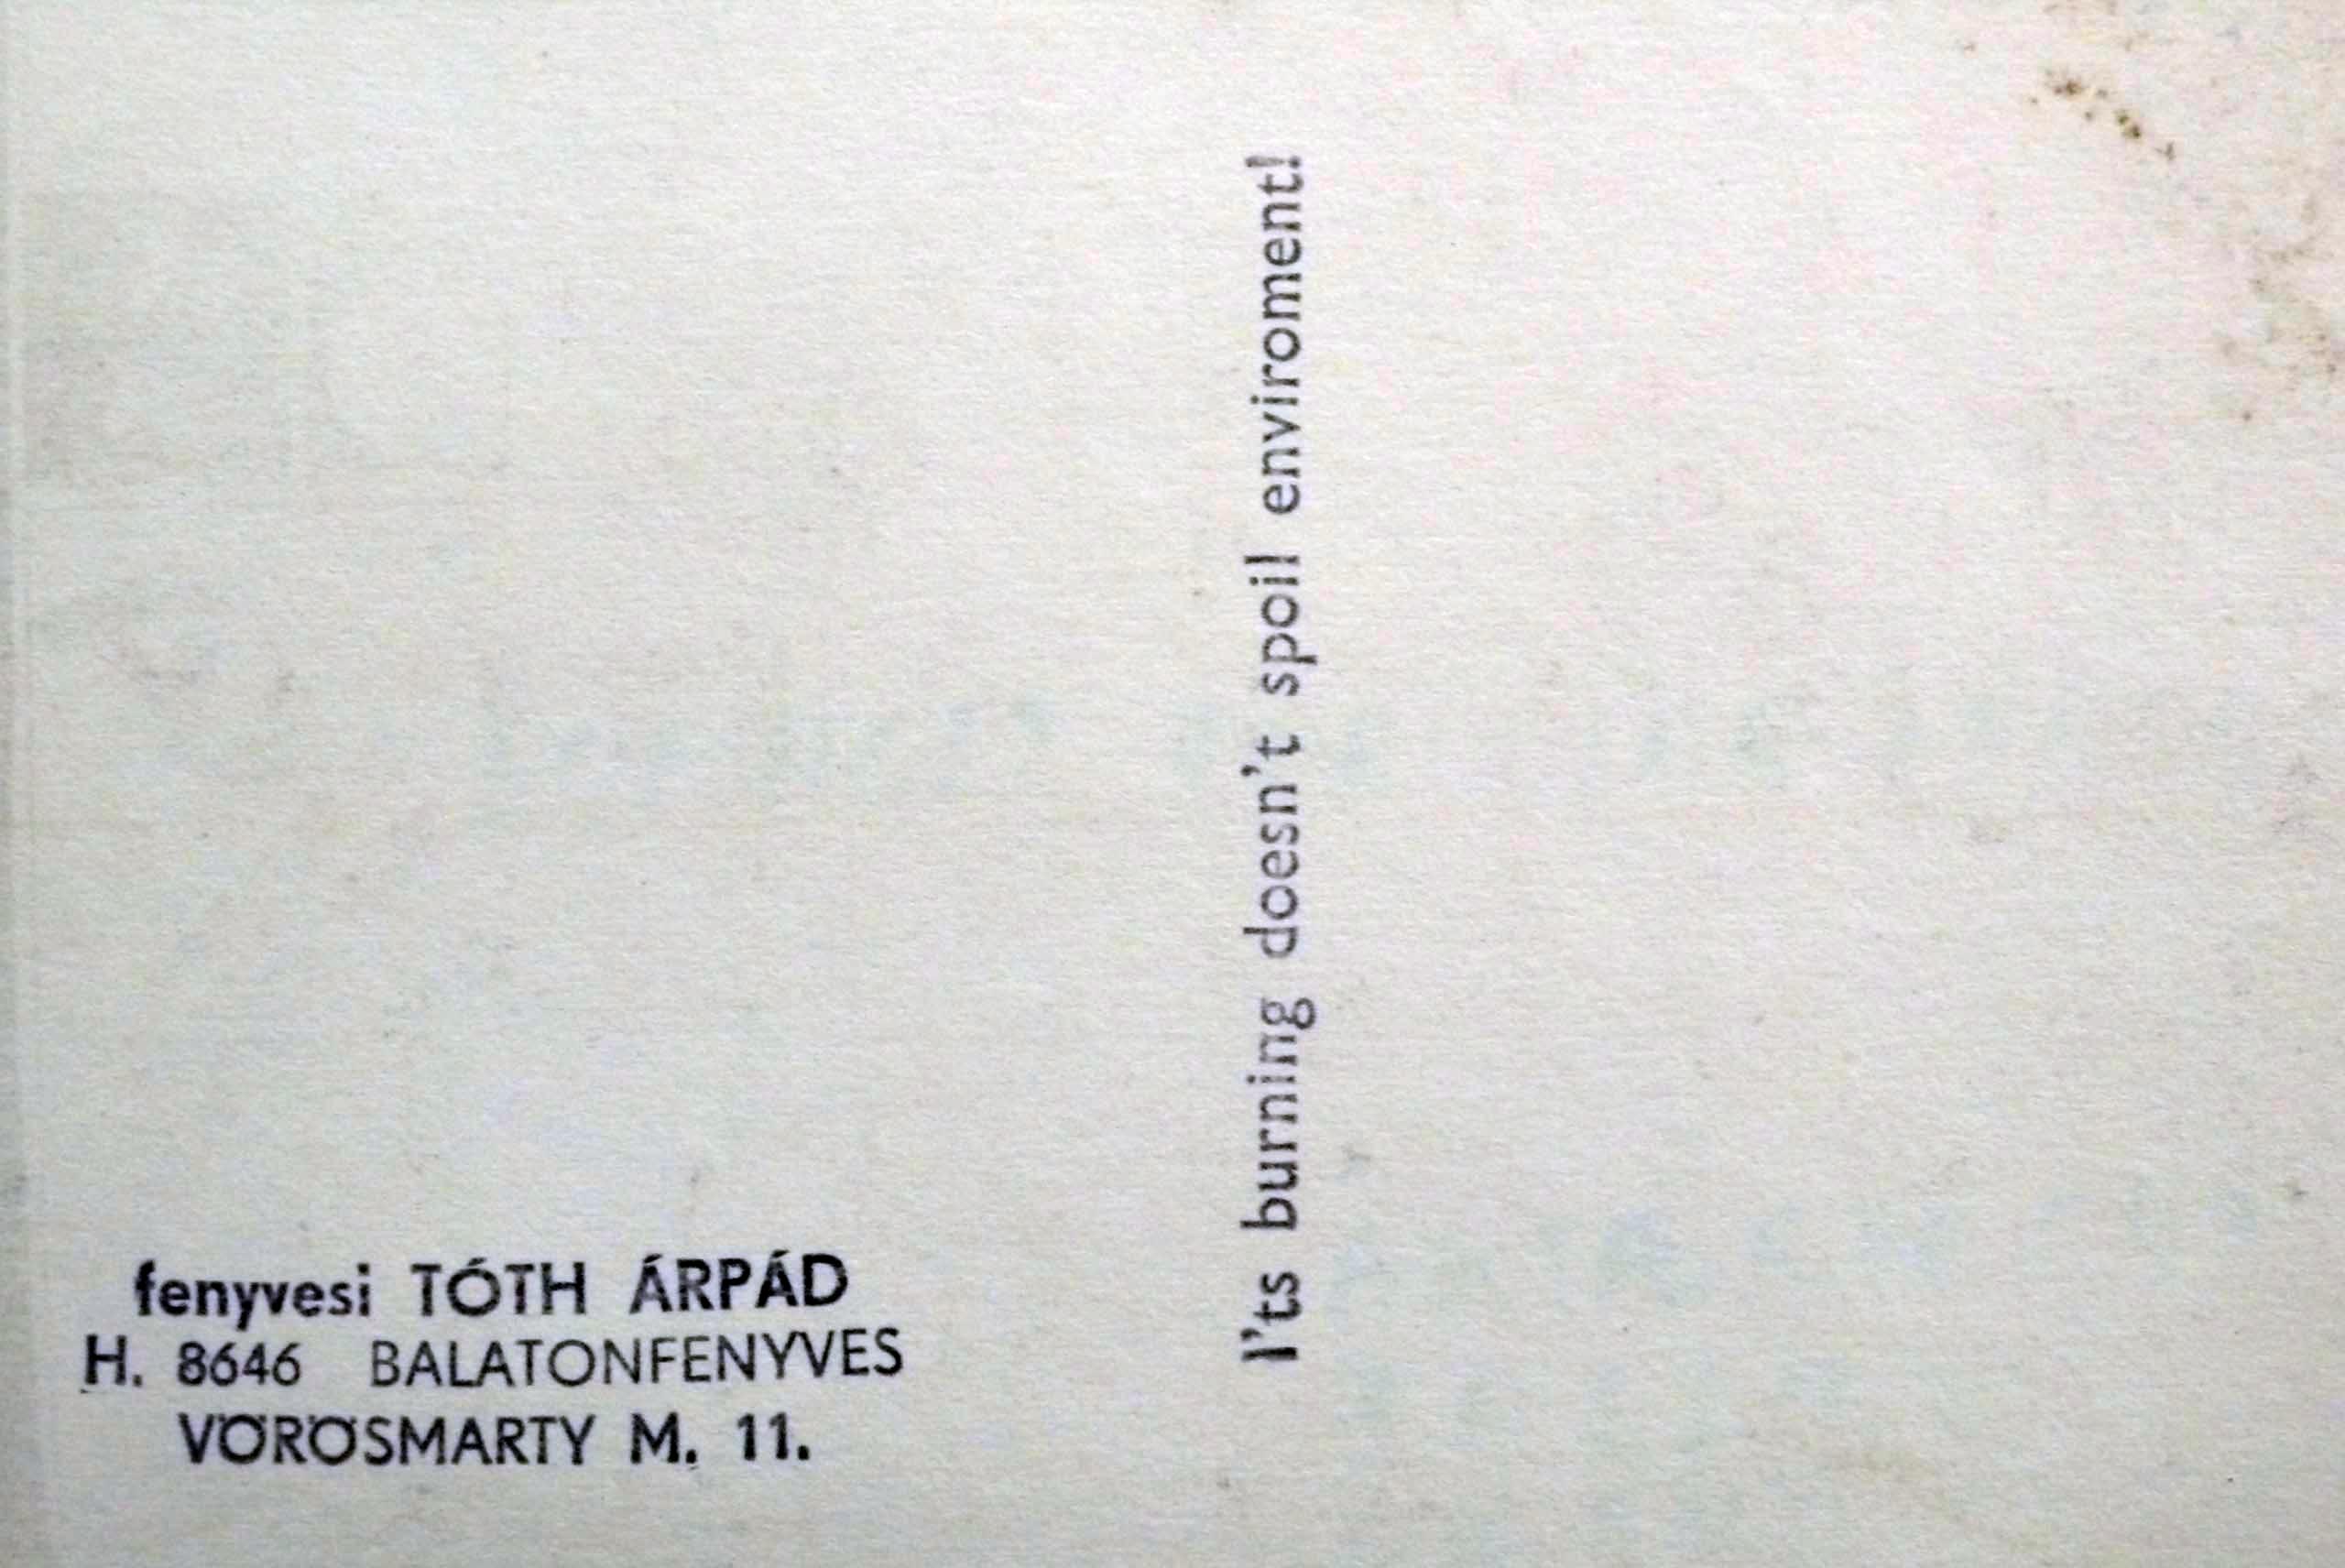 I'ts burning doesn't spoil enviroment!
fenyvesi TÓTH ÁRPÁD
H. 8646 BALATONFENYVES
VÖRÖSMARTY M. 11.